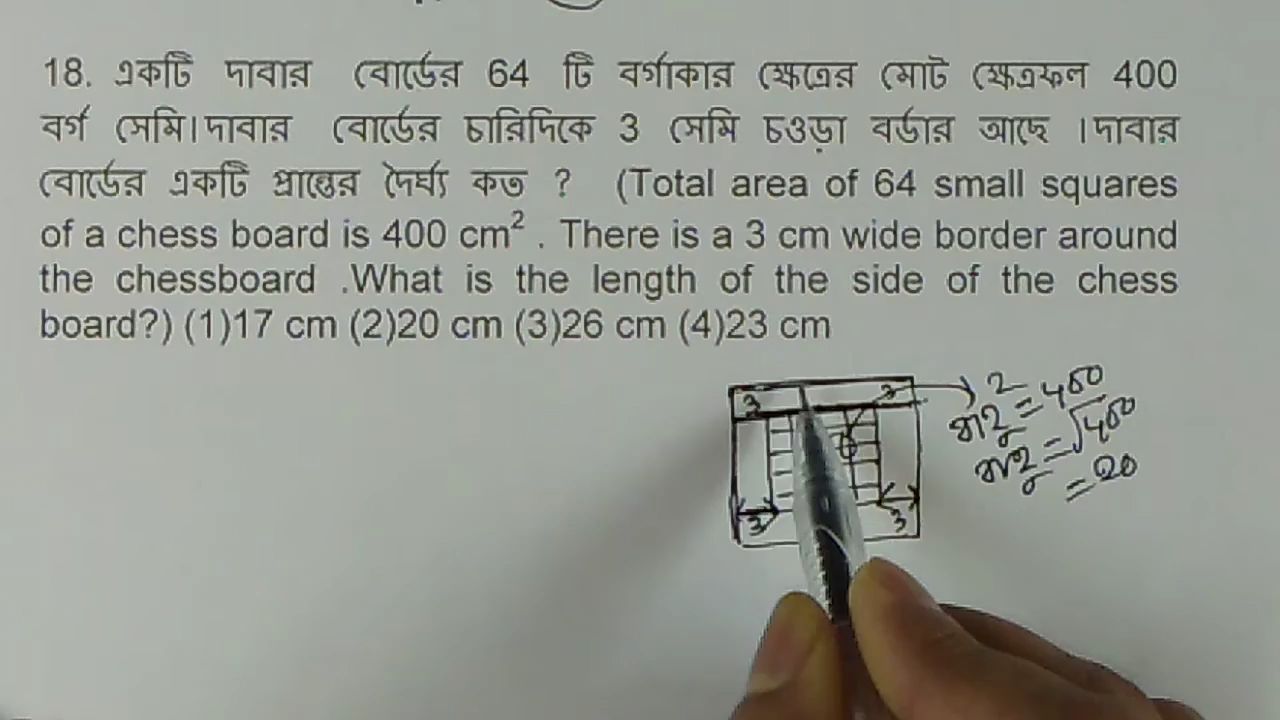 18. একটি দাবার বোর্ডের 64 টি বর্গাকার ক্ষেত্রের মোট ক্ষেত্রফল 400
বর্গ সেমি।দাবার বোর্ডের চারিদিকে 3 সেমি চওড়া বর্ডার আছে ।দাবার
বোর্ডের একটি প্রান্তের দৈর্ঘ্য কত ? (Total area of 64 small squares
of a chess board is 400 cm² . There is a 3 cm wide border around
the chessboard .What is the length of the side of the chess
board?) (1)17 cm (2)20 cm (3)26 cm (4)23 cm
3 3
বাহু² = 400
বাহু = √400
= 20
3 3